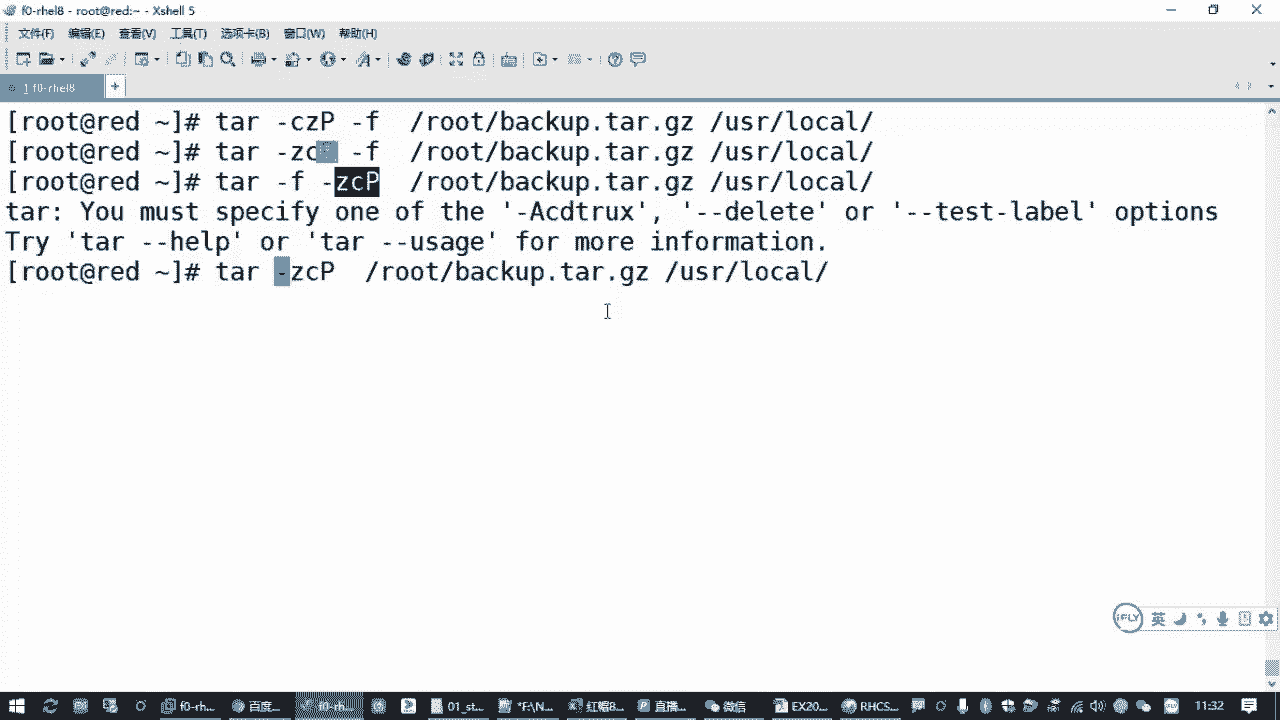 f0-rhel8 - root@red:~ - Xshell 5
文件(F) 编辑(E) 查看(V) 工具(T) 选项卡(B) 窗口(W) 帮助(H)
1 f0-rhel8
[root@red ~]# tar -czP -f  /root/backup.tar.gz /usr/local/
[root@red ~]# tar -zcP -f  /root/backup.tar.gz /usr/local/
[root@red ~]# tar -f -zcP  /root/backup.tar.gz /usr/local/
tar: You must specify one of the '-Acdtrux', '--delete' or '--test-label' options
Try 'tar --help' or 'tar --usage' for more information.
[root@red ~]# tar -zcP  /root/backup.tar.gz /usr/local/
iFLY 英
f0-rh... 百度... f0-rh... 01_st... *F:\N... 红帽8... 直播... 微信 EX20... RHCS... 11:32